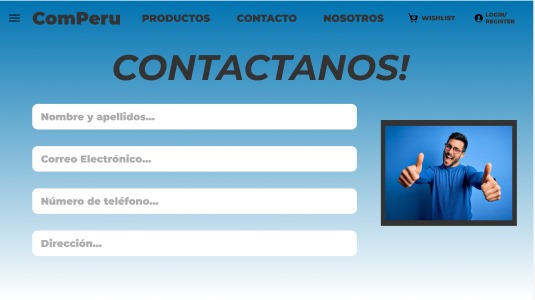 ComPeru PRODUCTOS CONTACTO NOSOTROS WISHLIST LOGIN/
REGISTER
CONTACTANOS!
Nombre y apellidos...
Correo Electrónico...
Número de teléfono...
Dirección...